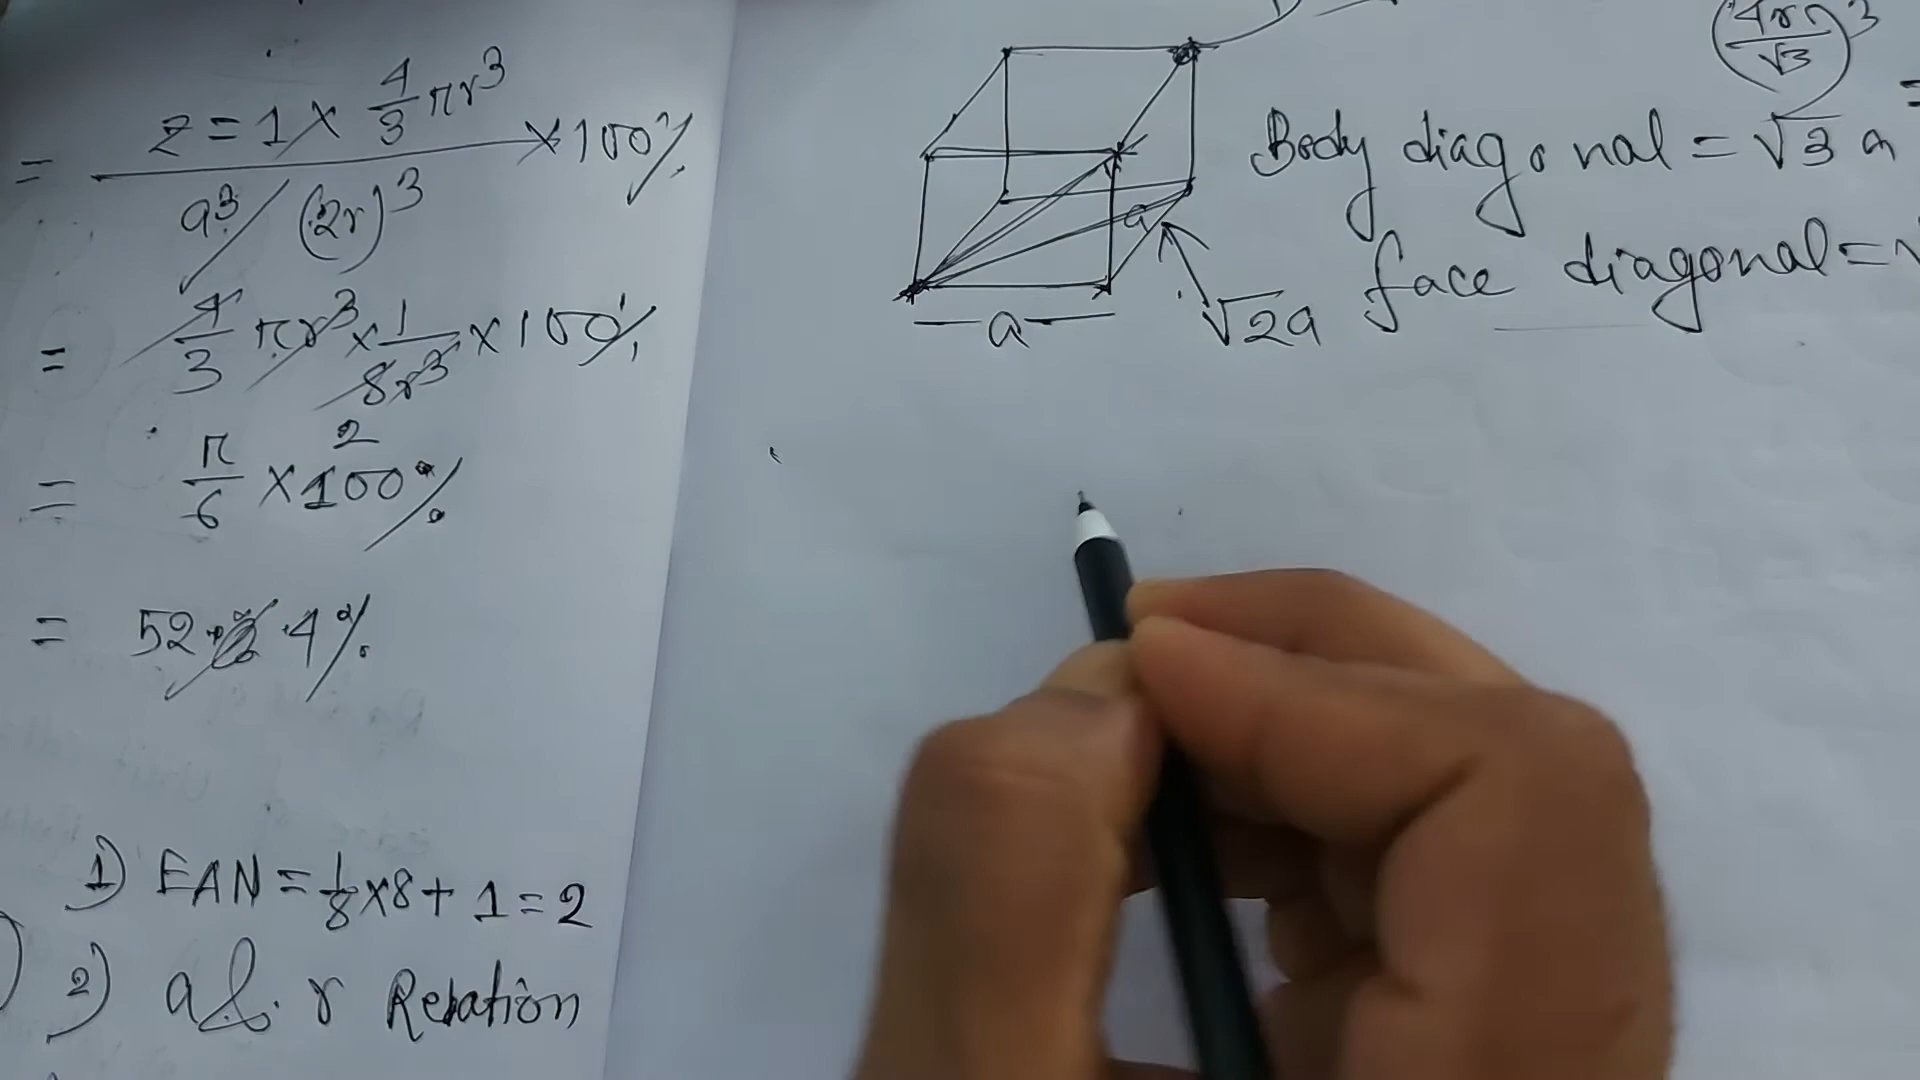 = z = 1 × 4/3 πr³ / a³ (2r)³ × 100%
= 4/3 πr³ × 1/8r³ × 100%
2
= π/6 × 100%
= 52. .4%
1) EAN = 1/8 × 8 + 1 = 2
2) a & r Relation
(4r/√3)³
Body diagonal = √3 a =
a
face diagonal = √
a
√2a